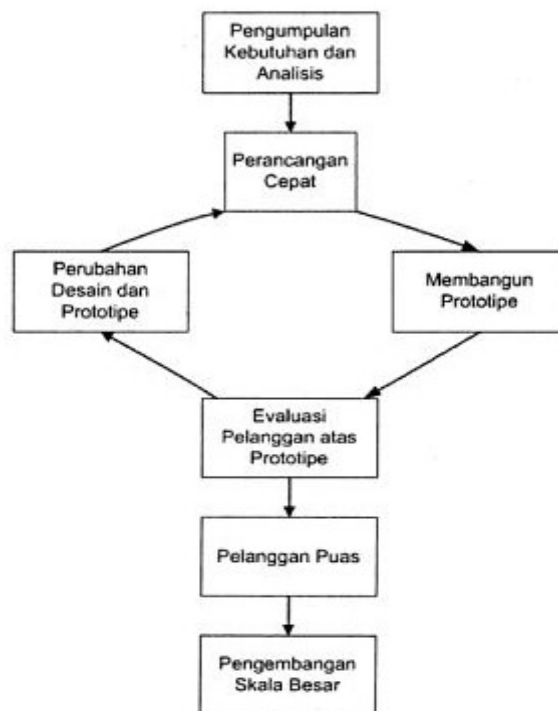 Pengumpulan
Kebutuhan dan
Analisis
Perancangan
Cepat
Perubahan
Desain dan
Prototipe
Membangun
Prototipe
Evaluasi
Pelanggan atas
Prototipe
Pelanggan Puas
Pengembangan
Skala Besar